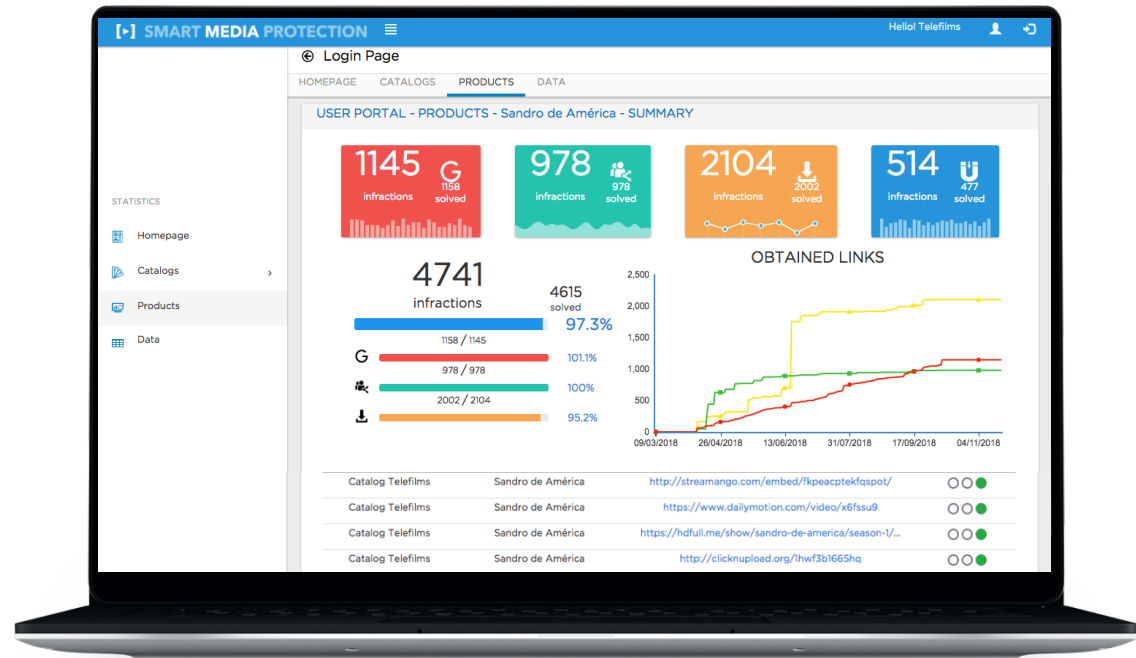 SMART MEDIA PROTECTION
Hello! Telefilms
Login Page
HOMEPAGE CATALOGS PRODUCTS DATA
USER PORTAL - PRODUCTS - Sandro de América - SUMMARY
STATISTICS
Homepage
Catalogs
Products
Data
1145
infractions
G
1158
solved
978
infractions
978
solved
2104
infractions
2002
solved
514
infractions
477
solved
4741
infractions
4615
solved
97.3%
1158 / 1145
G
101.1%
978 / 978
100%
2002 / 2104
95.2%
OBTAINED LINKS
2,500
2,000
1,500
1,000
500
0
09/03/2018 26/04/2018 13/06/2018 31/07/2018 17/09/2018 04/11/2018
Catalog Telefilms Sandro de América http://streamango.com/embed/fkpeacptekfqspot/
Catalog Telefilms Sandro de América https://www.dailymotion.com/video/x6fssu9
Catalog Telefilms Sandro de América https://hdfull.me/show/sandro-de-america/season-1/...
Catalog Telefilms Sandro de América http://clicknupload.org/1hwf3b1665hq